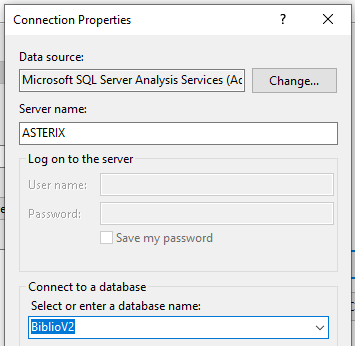 Connection Properties
Data source:
Microsoft SQL Server Analysis Services (Ac
Change...
Server name:
ASTERIX
Log on to the server
User name:
Password:
Save my password
Connect to a database
Select or enter a database name:
BiblioV2